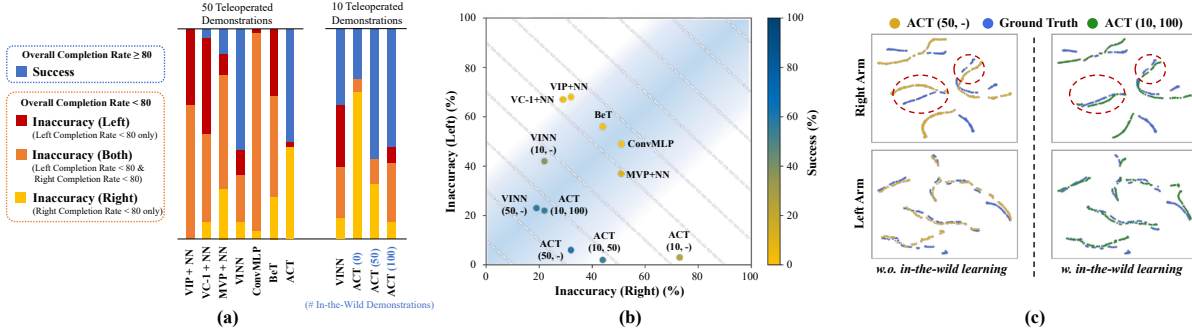 50 Teleoperated
Demonstrations
10 Teleoperated
Demonstrations
Overall Completion Rate ≥ 80
Success
Overall Completion Rate < 80
Inaccuracy (Left)
(Left Completion Rate < 80 only)
Inaccuracy (Both)
(Left Completion Rate < 80 &
Right Completion Rate < 80)
Inaccuracy (Right)
(Right Completion Rate < 80 only)
VIP + NN
VC-1 + NN
MVP + NN
VINN
ConvMLP
BeT
ACT
VINN
ACT (0)
ACT (50)
ACT (100)
(# In-the-Wild Demonstrations)
(a)
Inaccuracy (Left) (%)
100
80
60
40
20
0
0
20
40
60
80
100
Inaccuracy (Right) (%)
VIP+NN
VC-1+NN
BeT
ConvMLP
VINN
(10, -)
MVP+NN
VINN
(50, -)
ACT
(10, 100)
ACT
(50, -)
ACT
(10, 50)
ACT
(10, -)
100
80
60
40
20
0
Success (%)
(b)
ACT (50, -)
Ground Truth
ACT (10, 100)
Right Arm
Left Arm
w.o. in-the-wild learning
w. in-the-wild learning
(c)